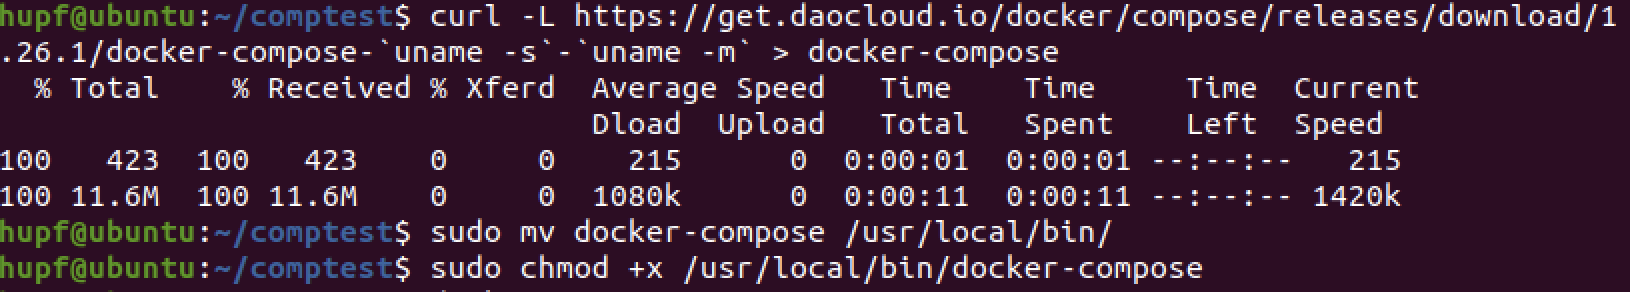 hupf@ubuntu:~/comptest$ curl -L https://get.daocloud.io/docker/compose/releases/download/1
.26.1/docker-compose-`uname -s`-`uname -m` > docker-compose
  % Total    % Received % Xferd  Average Speed   Time    Time     Time  Current
                                 Dload  Upload   Total   Spent    Left  Speed
100   423  100   423    0     0    215      0  0:00:01  0:00:01 --:--:--   215
100 11.6M  100 11.6M    0     0  1080k      0  0:00:11  0:00:11 --:--:-- 1420k
hupf@ubuntu:~/comptest$ sudo mv docker-compose /usr/local/bin/
hupf@ubuntu:~/comptest$ sudo chmod +x /usr/local/bin/docker-compose